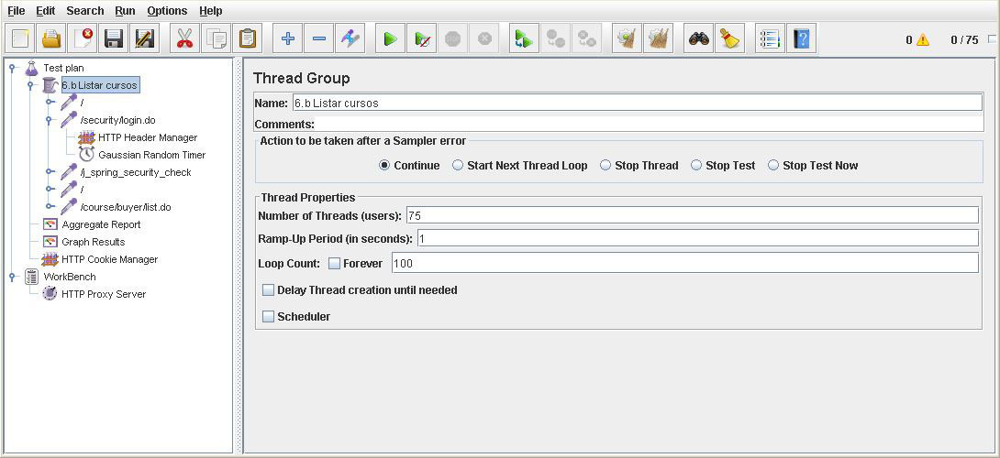 File Edit Search Run Options Help
0 0 / 75
Test plan
6.b Listar cursos
/
/security/login.do
HTTP Header Manager
Gaussian Random Timer
/j_spring_security_check
/
/course/buyer/list.do
Aggregate Report
Graph Results
HTTP Cookie Manager
WorkBench
HTTP Proxy Server
Thread Group
Name: 6.b Listar cursos
Comments:
Action to be taken after a Sampler error
Continue Start Next Thread Loop Stop Thread Stop Test Stop Test Now
Thread Properties
Number of Threads (users): 75
Ramp-Up Period (in seconds): 1
Loop Count: Forever 100
Delay Thread creation until needed
Scheduler